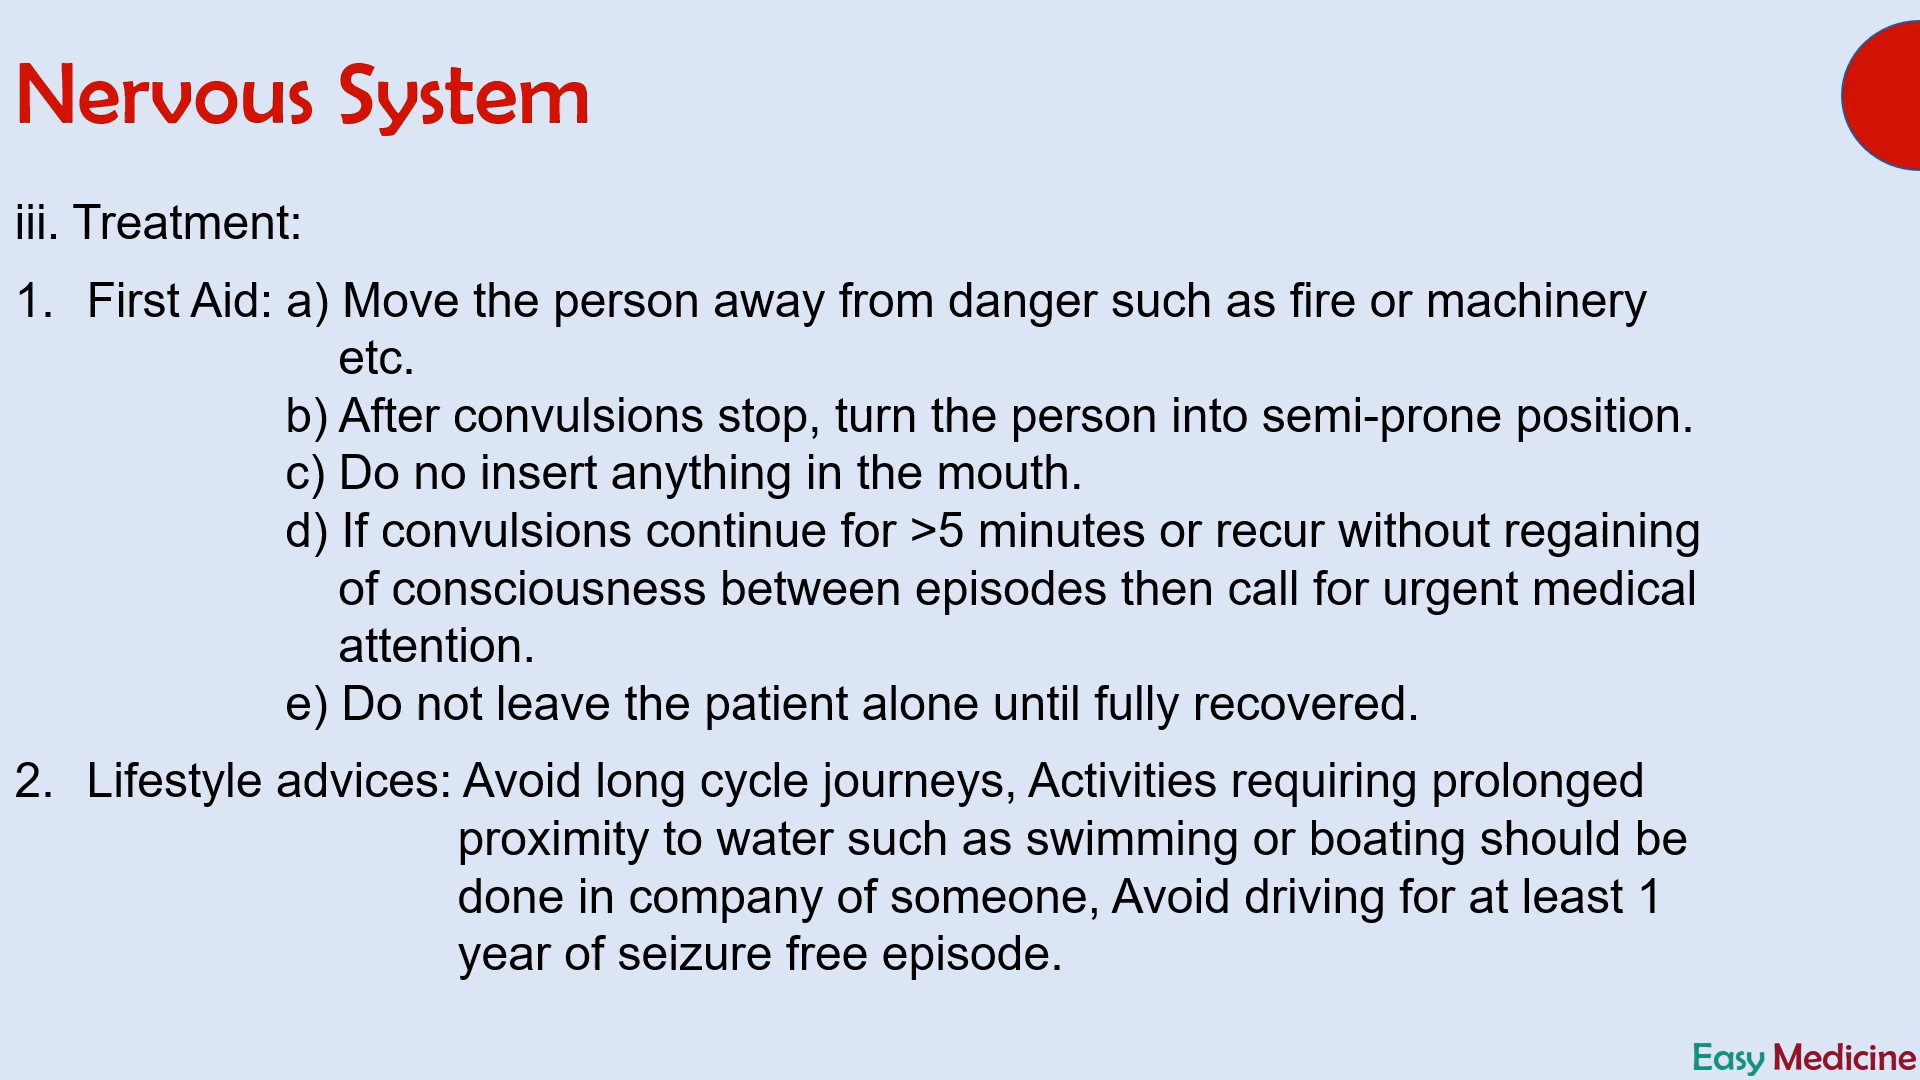 Nervous System
iii. Treatment:
1. First Aid: a) Move the person away from danger such as fire or machinery
etc.
b) After convulsions stop, turn the person into semi-prone position.
c) Do no insert anything in the mouth.
d) If convulsions continue for >5 minutes or recur without regaining
of consciousness between episodes then call for urgent medical
attention.
e) Do not leave the patient alone until fully recovered.
2. Lifestyle advices: Avoid long cycle journeys, Activities requiring prolonged
proximity to water such as swimming or boating should be
done in company of someone, Avoid driving for at least 1
year of seizure free episode.
Easy Medicine